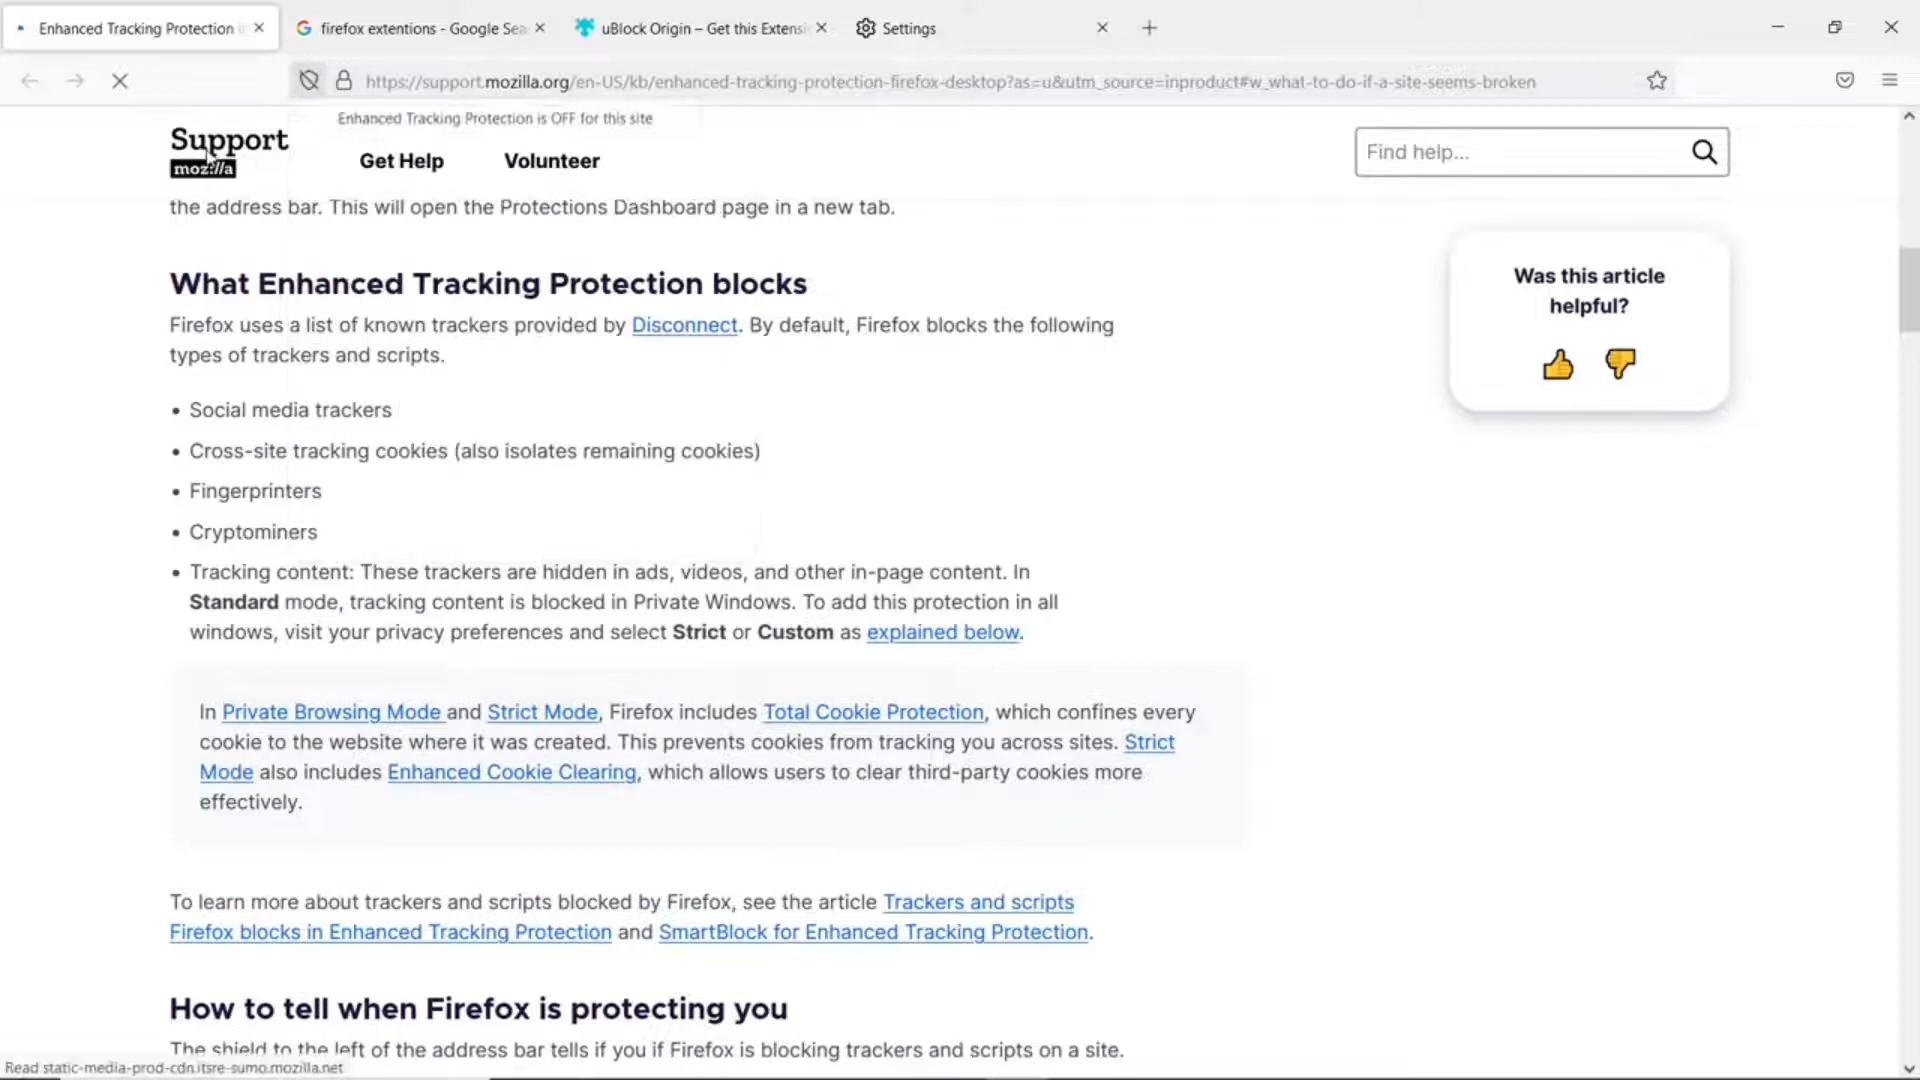 Enhanced Tracking Protection i
firefox extentions - Google Sea
uBlock Origin – Get this Extensi
Settings
https://support.mozilla.org/en-US/kb/enhanced-tracking-protection-firefox-desktop?as=u&utm_source=inproduct#w_what-to-do-if-a-site-seems-broken
Enhanced Tracking Protection is OFF for this site
Support
moz://a
Get Help
Volunteer
Find help...
the address bar. This will open the Protections Dashboard page in a new tab.
What Enhanced Tracking Protection blocks
Firefox uses a list of known trackers provided by Disconnect. By default, Firefox blocks the following
types of trackers and scripts.
• Social media trackers
• Cross-site tracking cookies (also isolates remaining cookies)
• Fingerprinters
• Cryptominers
• Tracking content: These trackers are hidden in ads, videos, and other in-page content. In
Standard mode, tracking content is blocked in Private Windows. To add this protection in all
windows, visit your privacy preferences and select Strict or Custom as explained below.
In Private Browsing Mode and Strict Mode, Firefox includes Total Cookie Protection, which confines every
cookie to the website where it was created. This prevents cookies from tracking you across sites. Strict
Mode also includes Enhanced Cookie Clearing, which allows users to clear third-party cookies more
effectively.
To learn more about trackers and scripts blocked by Firefox, see the article Trackers and scripts
Firefox blocks in Enhanced Tracking Protection and SmartBlock for Enhanced Tracking Protection.
How to tell when Firefox is protecting you
The shield to the left of the address bar tells if you if Firefox is blocking trackers and scripts on a site.
Was this article
helpful?
Read static-media-prod-cdn.itsre-sumo.mozilla.net